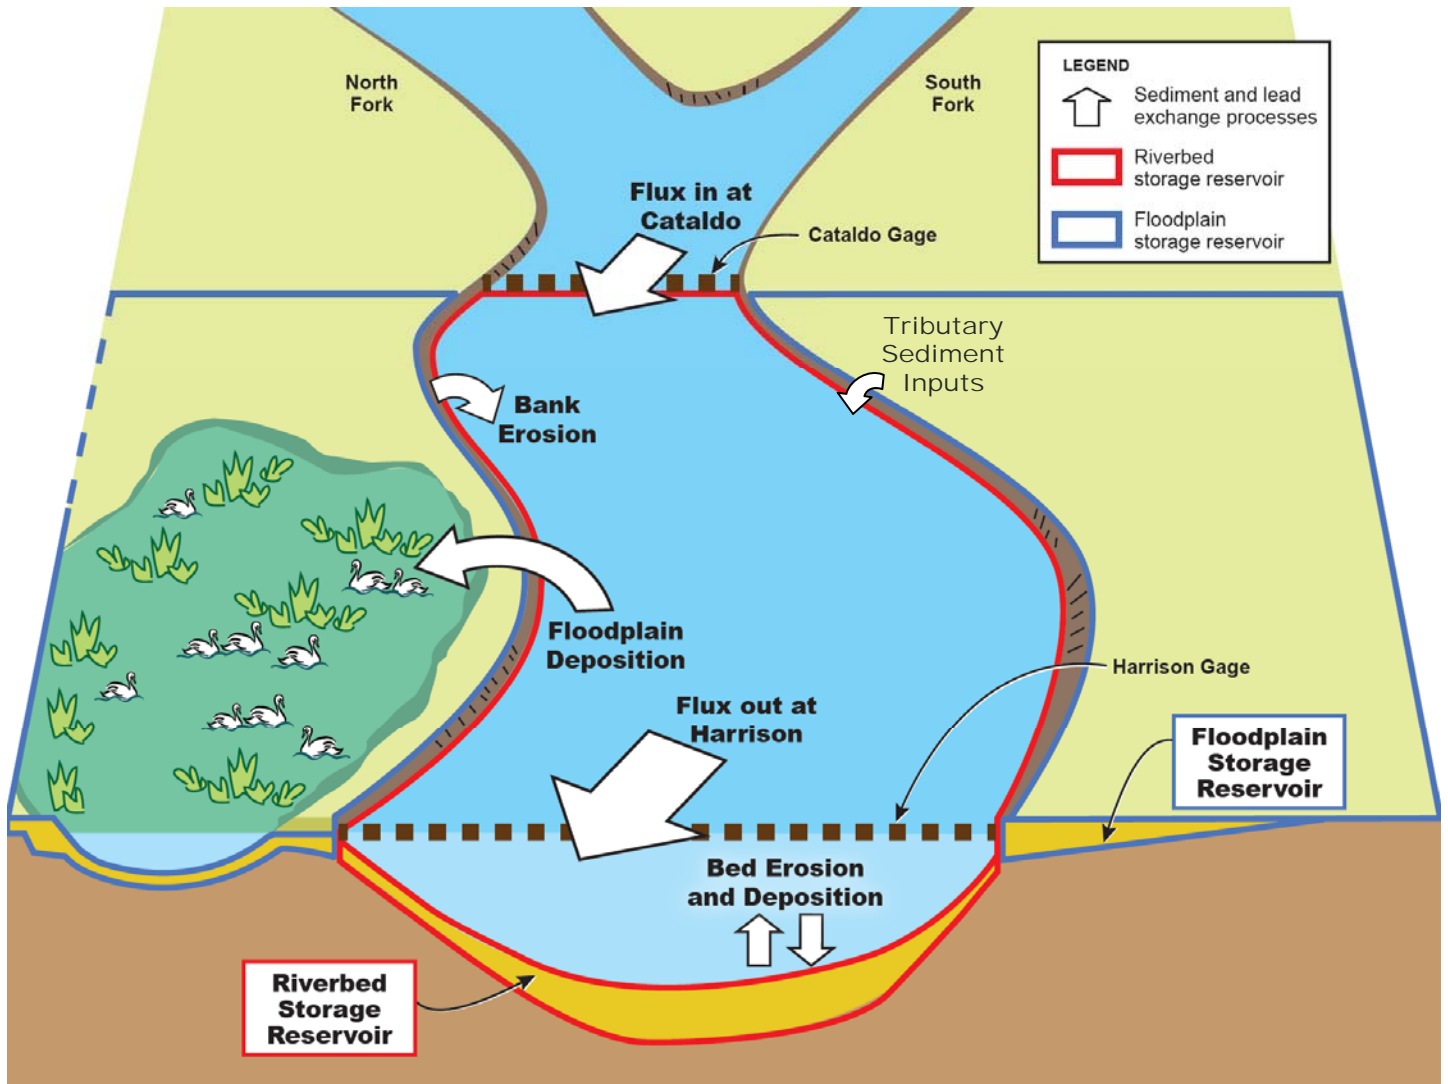 North
Fork
South
Fork
LEGEND
Sediment and lead
exchange processes
Riverbed
storage reservoir
Floodplain
storage reservoir
Flux in at
Cataldo
Cataldo Gage
Tributary
Sediment
Inputs
Bank
Erosion
Floodplain
Deposition
Harrison Gage
Flux out at
Harrison
Floodplain
Storage
Reservoir
Bed Erosion
and Deposition
Riverbed
Storage
Reservoir